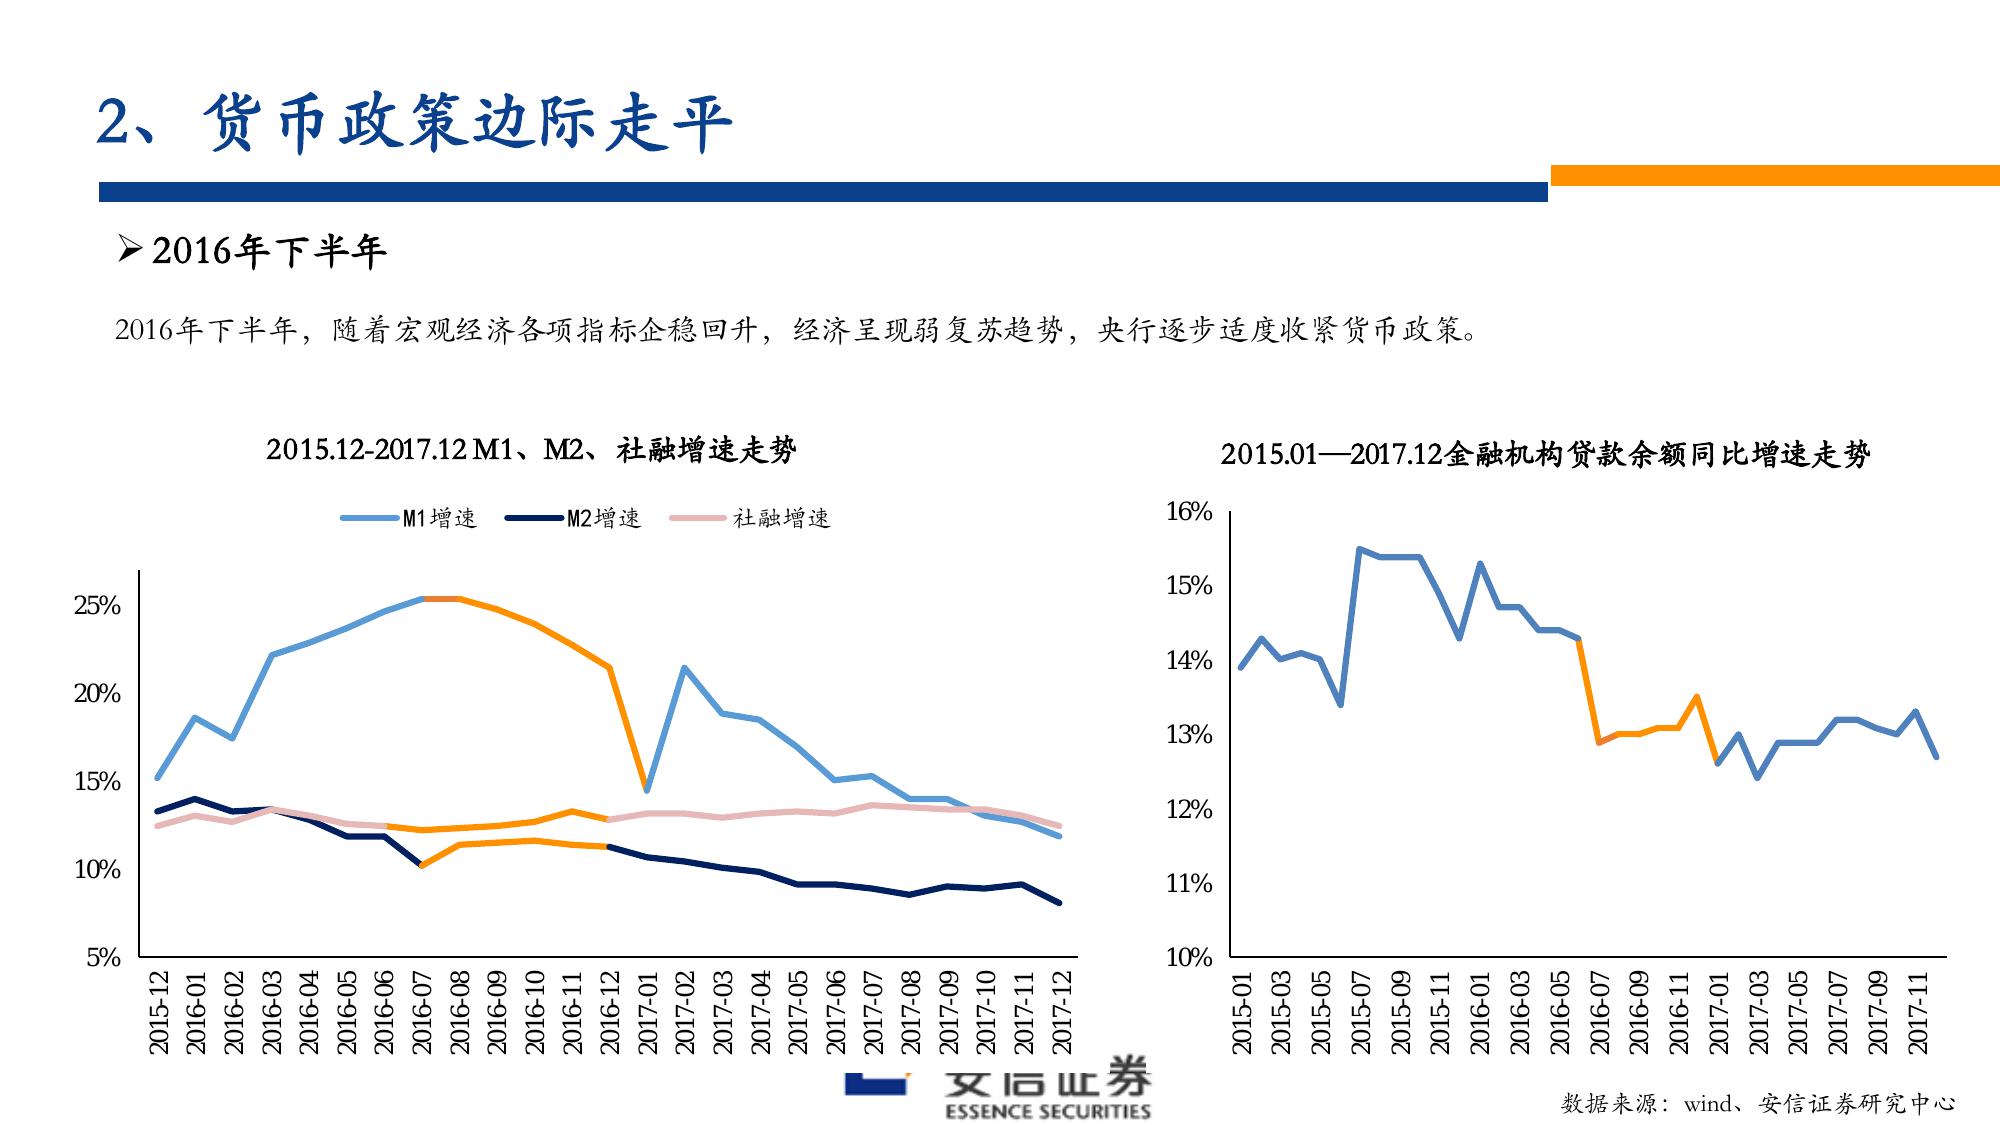 2、货币政策边际走平
➢2016年下半年
2016年下半年，随着宏观经济各项指标企稳回升，经济呈现弱复苏趋势，央行逐步适度收紧货币政策。
2015.12-2017.12 M1、M2、社融增速走势
M1增速 M2增速 社融增速
25%
20%
15%
10%
5%
2015-12 2016-01 2016-02 2016-03 2016-04 2016-05 2016-06 2016-07 2016-08 2016-09 2016-10 2016-11 2016-12 2017-01 2017-02 2017-03 2017-04 2017-05 2017-06 2017-07 2017-08 2017-09 2017-10 2017-11 2017-12
2015.01—2017.12金融机构贷款余额同比增速走势
16%
15%
14%
13%
12%
11%
10%
2015-01 2015-03 2015-05 2015-07 2015-09 2015-11 2016-01 2016-03 2016-05 2016-07 2016-09 2016-11 2017-01 2017-03 2017-05 2017-07 2017-09 2017-11
安信证券
ESSENCE SECURITIES
数据来源：wind、安信证券研究中心